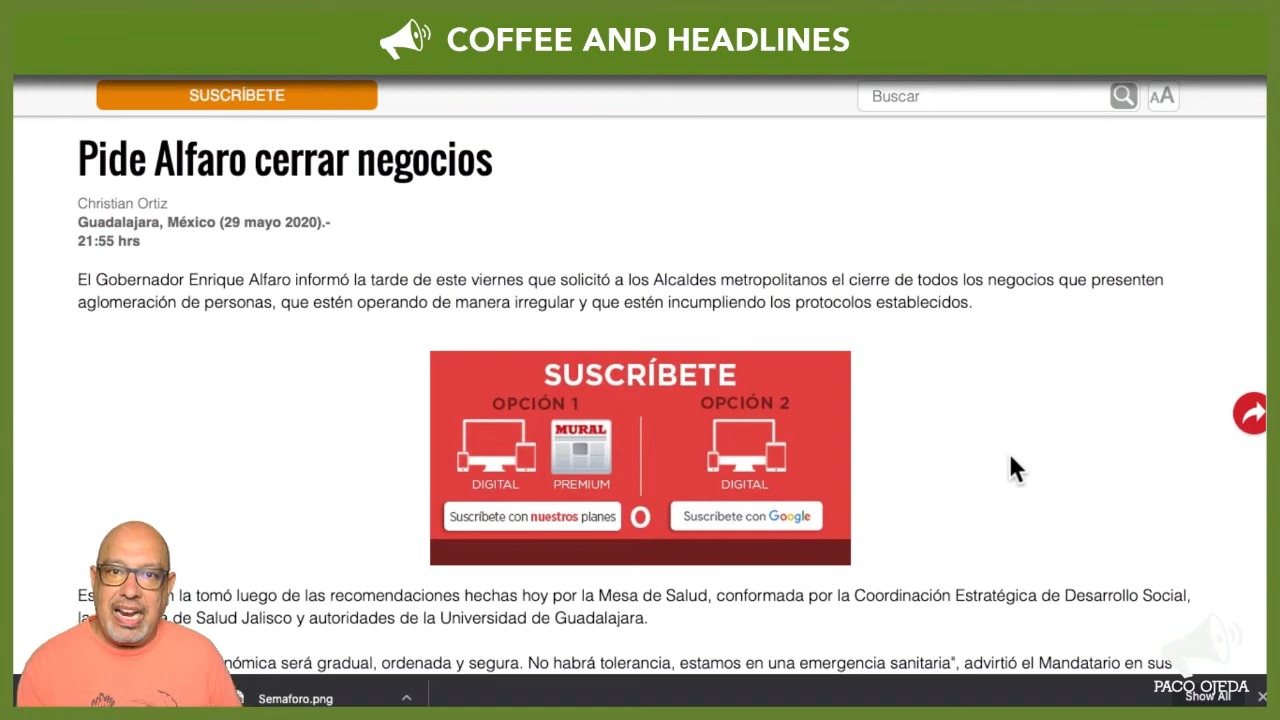 COFFEE AND HEADLINES
SUSCRÍBETE
Buscar
AA
Pide Alfaro cerrar negocios
Christian Ortiz
Guadalajara, México (29 mayo 2020).-
21:55 hrs
El Gobernador Enrique Alfaro informó la tarde de este viernes que solicitó a los Alcaldes metropolitanos el cierre de todos los negocios que presenten
aglomeración de personas, que estén operando de manera irregular y que estén incumpliendo los protocolos establecidos.
SUSCRÍBETE
OPCIÓN 1
OPCIÓN 2
MURAL
DIGITAL
PREMIUM
DIGITAL
Suscríbete con nuestros planes
O
Suscríbete con Google
la tomó luego de las recomendaciones hechas hoy por la Mesa de Salud, conformada por la Coordinación Estratégica de Desarrollo Social,
de Salud Jalisco y autoridades de la Universidad de Guadalajara.
nómica será gradual, ordenada y segura. No habrá tolerancia, estamos en una emergencia sanitaria", advirtió el Mandatario en sus
PACO OJEDA
Semaforo.png
Show All